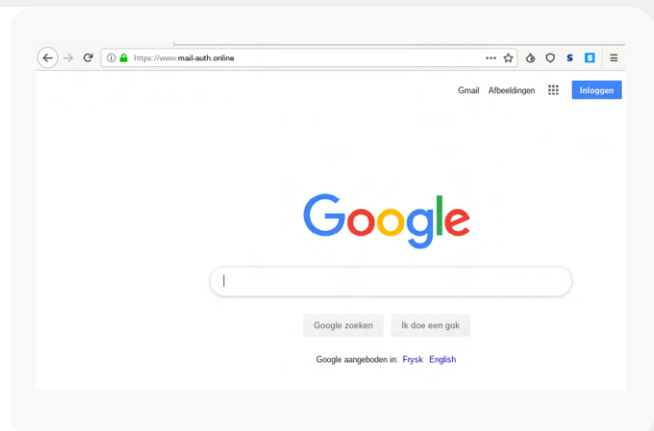 https://www.mail-auth.online
Gmail Afbeeldingen Inloggen
Google
Google zoeken Ik doe een gok
Google aangeboden in: Frysk English